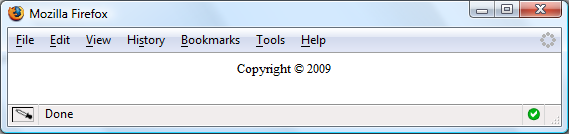 Mozilla Firefox
File Edit View History Bookmarks Tools Help
Copyright © 2009
Done